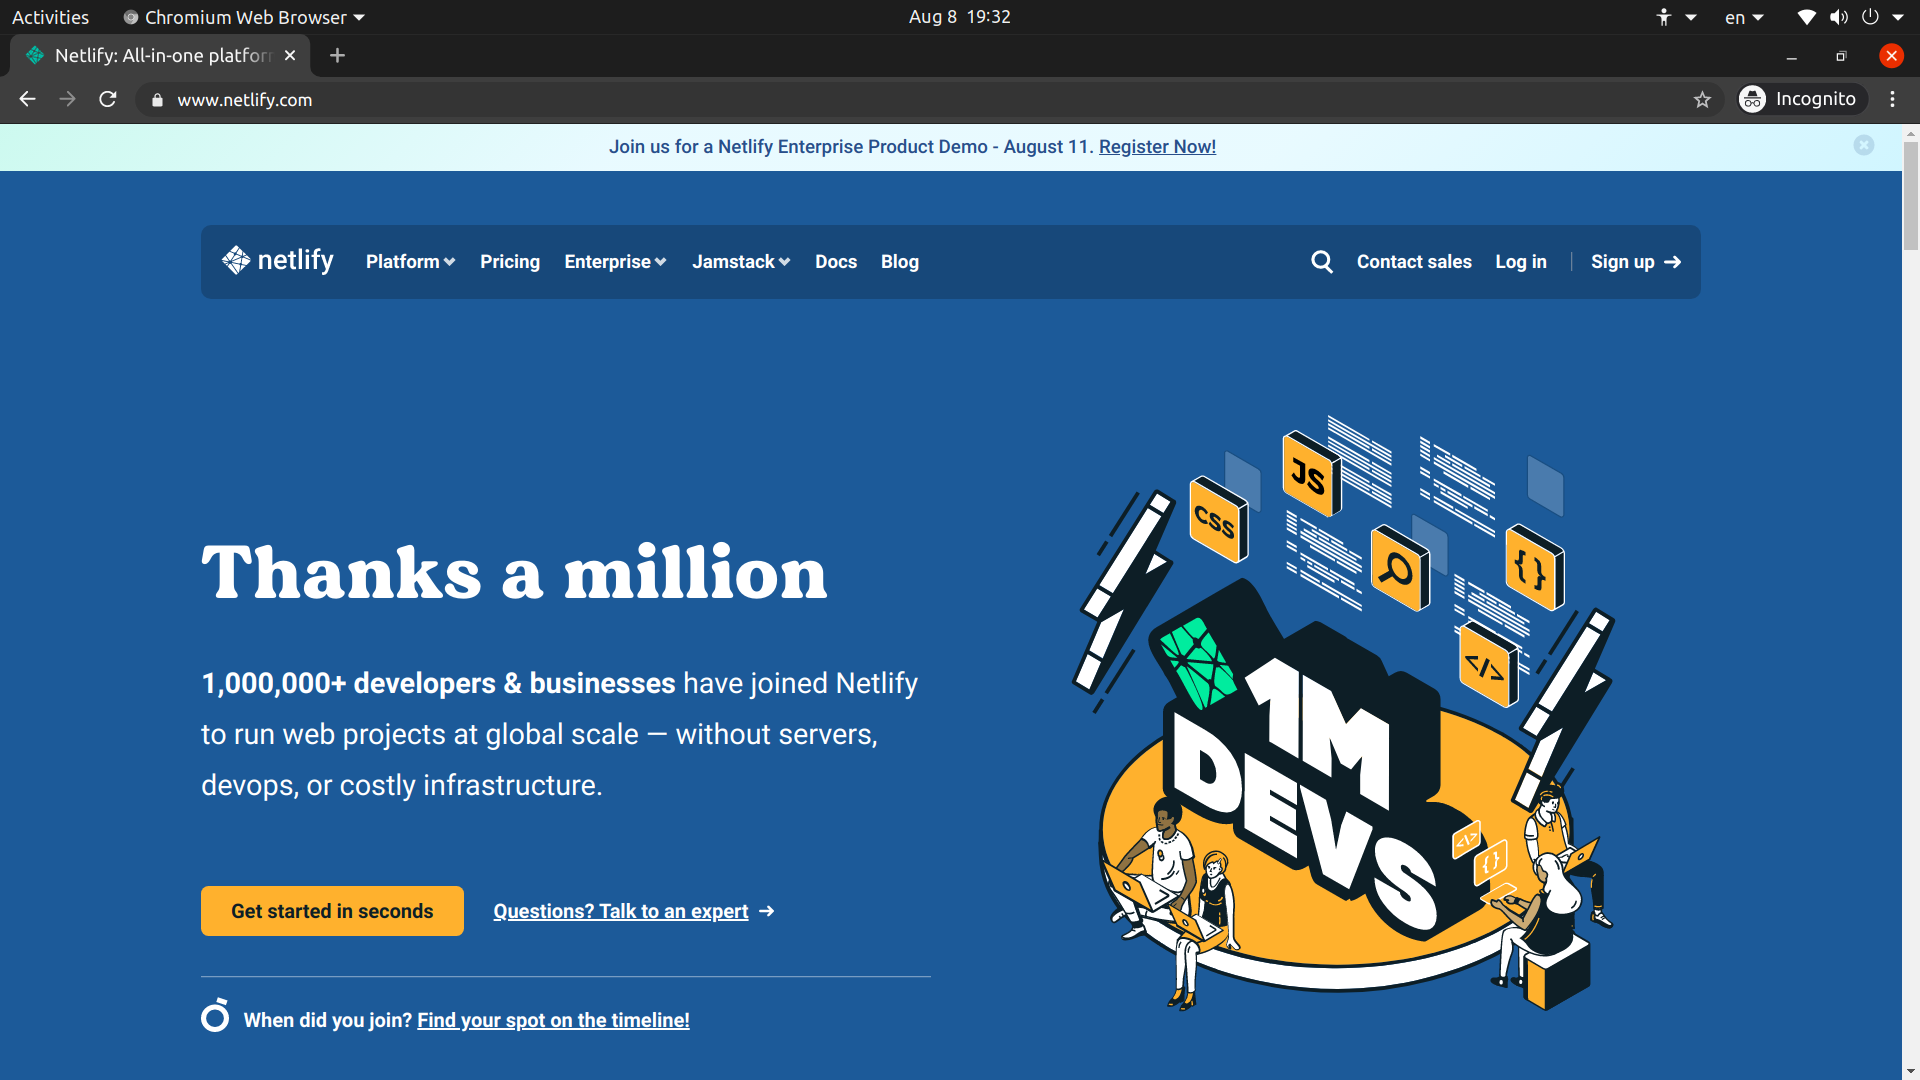 Activities Chromium Web Browser Aug 8 19:32 en
Netlify: All-in-one platfor
www.netlify.com Incognito
Join us for a Netlify Enterprise Product Demo - August 11. Register Now!
netlify Platform Pricing Enterprise Jamstack Docs Blog Contact sales Log in Sign up
JS
CSS
{}
</>
Thanks a million
1,000,000+ developers & businesses have joined Netlify
to run web projects at global scale — without servers,
devops, or costly infrastructure.
1M
DEVS
</>
{}
Get started in seconds Questions? Talk to an expert
When did you join? Find your spot on the timeline!